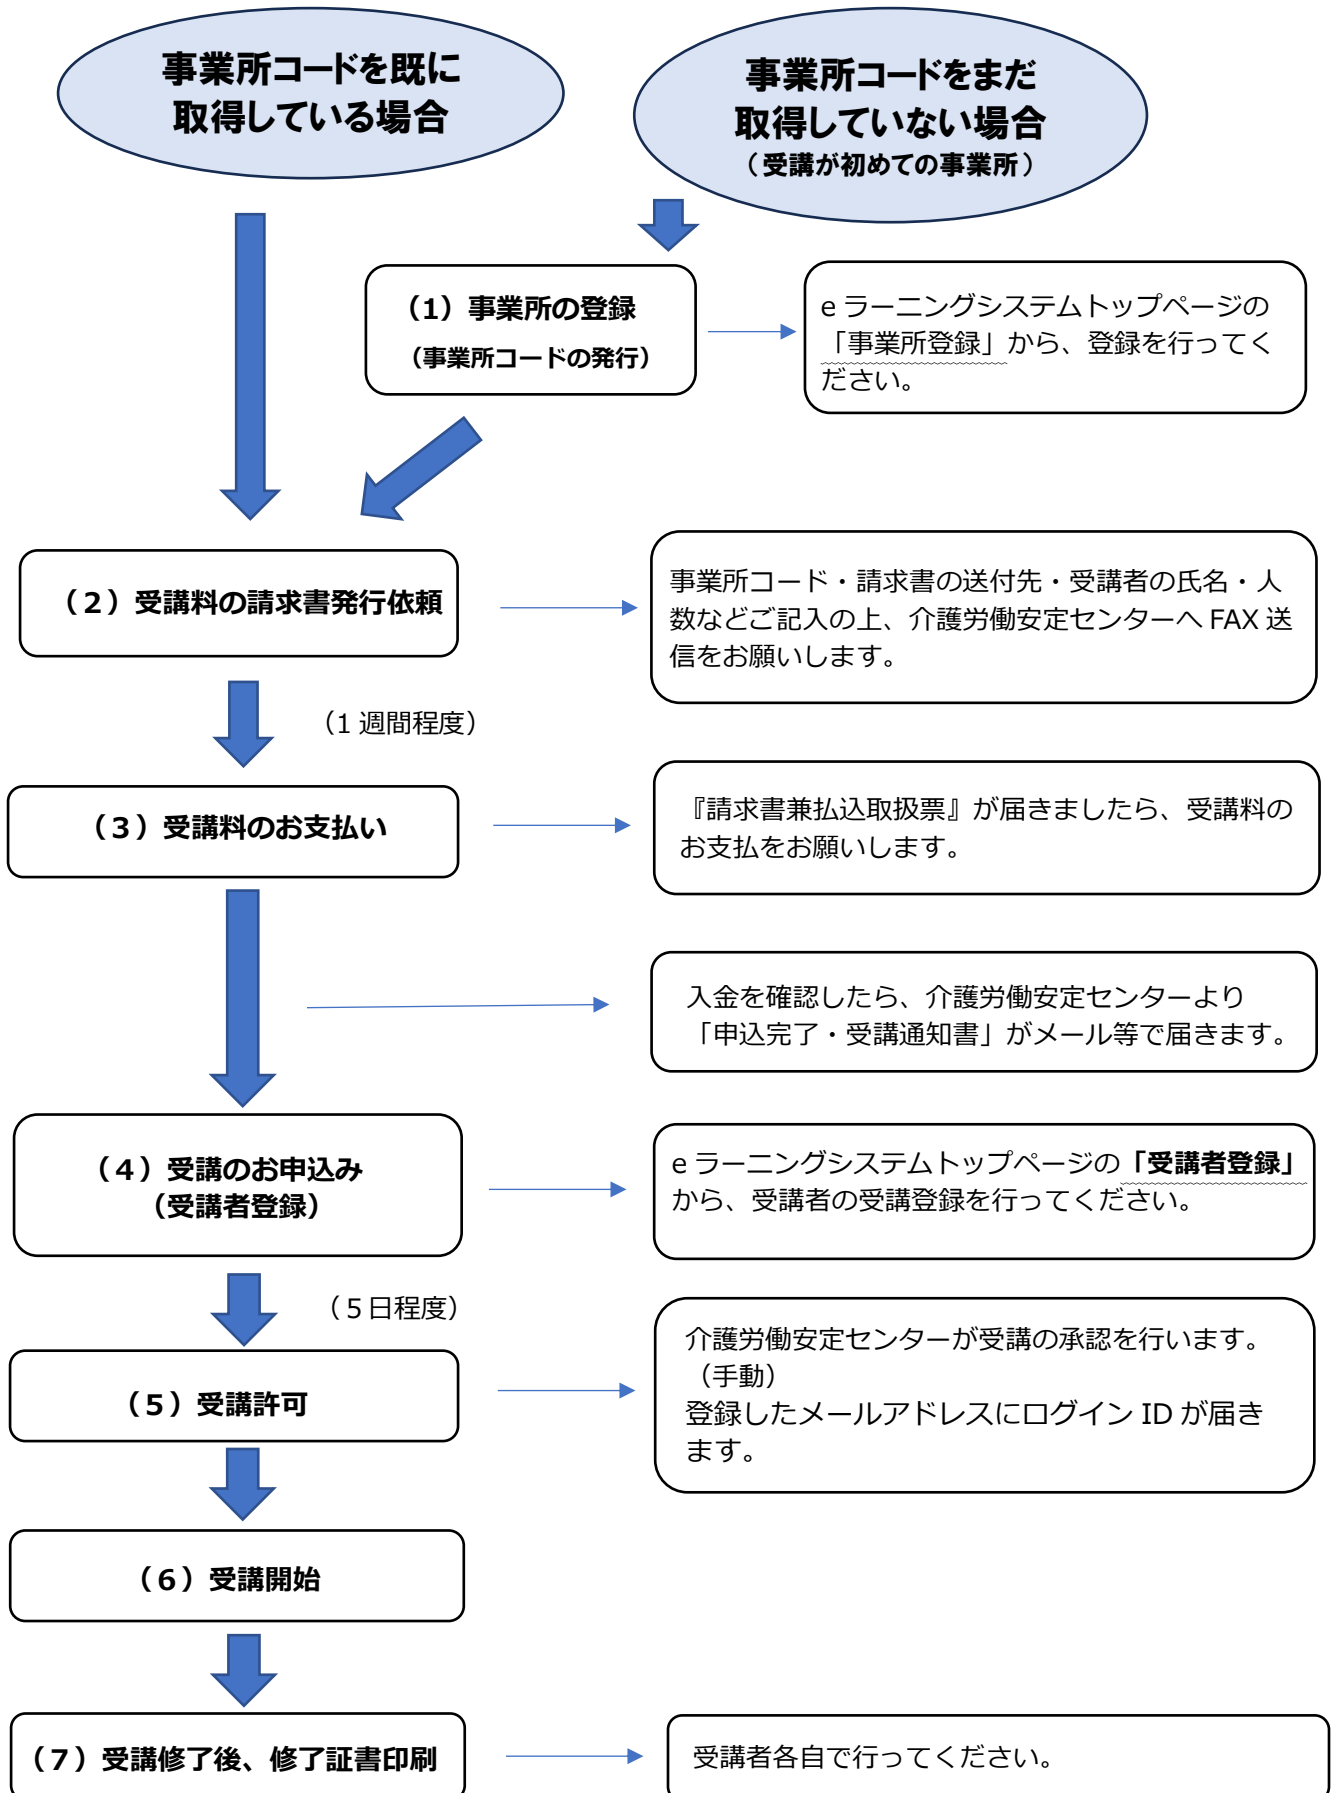 事業所コードを既に
取得している場合
事業所コードをまだ
取得していない場合
（受講が初めての事業所）
（1）事業所の登録
（事業所コードの発行）
e ラーニングシステムトップページの
「事業所登録」から、登録を行ってく
ださい。
（2）受講料の請求書発行依頼
事業所コード・請求書の送付先・受講者の氏名・人
数などご記入の上、介護労働安定センターへ FAX 送
信をお願いします。
（1 週間程度）
（3）受講料のお支払い
『請求書兼払込取扱票』が届きましたら、受講料の
お支払をお願いします。
入金を確認したら、介護労働安定センターより
「申込完了・受講通知書」がメール等で届きます。
（4）受講のお申込み
（受講者登録）
e ラーニングシステムトップページの「受講者登録」
から、受講者の受講登録を行ってください。
（5日程度）
（5）受講許可
介護労働安定センターが受講の承認を行います。
（手動）
登録したメールアドレスにログイン ID が届き
ます。
（6）受講開始
（7）受講修了後、修了証書印刷
受講者各自で行ってください。